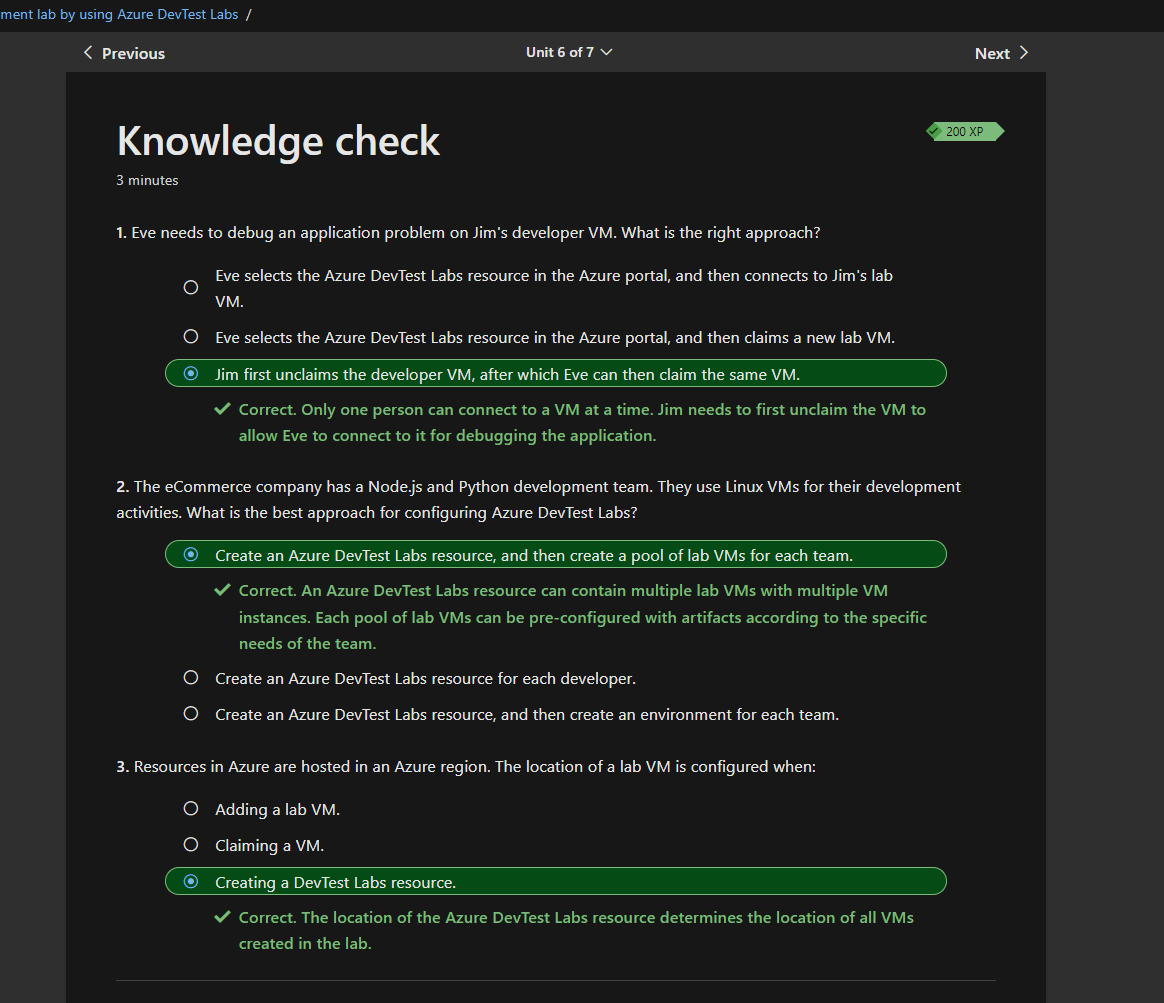 ment lab by using Azure DevTest Labs /
Previous
Unit 6 of 7
Next
Knowledge check
200 XP
3 minutes
1. Eve needs to debug an application problem on Jim's developer VM. What is the right approach?
Eve selects the Azure DevTest Labs resource in the Azure portal, and then connects to Jim's lab
VM.
Eve selects the Azure DevTest Labs resource in the Azure portal, and then claims a new lab VM.
Jim first unclaims the developer VM, after which Eve can then claim the same VM.
Correct. Only one person can connect to a VM at a time. Jim needs to first unclaim the VM to
allow Eve to connect to it for debugging the application.
2. The eCommerce company has a Node.js and Python development team. They use Linux VMs for their development
activities. What is the best approach for configuring Azure DevTest Labs?
Create an Azure DevTest Labs resource, and then create a pool of lab VMs for each team.
Correct. An Azure DevTest Labs resource can contain multiple lab VMs with multiple VM
instances. Each pool of lab VMs can be pre-configured with artifacts according to the specific
needs of the team.
Create an Azure DevTest Labs resource for each developer.
Create an Azure DevTest Labs resource, and then create an environment for each team.
3. Resources in Azure are hosted in an Azure region. The location of a lab VM is configured when:
Adding a lab VM.
Claiming a VM.
Creating a DevTest Labs resource.
Correct. The location of the Azure DevTest Labs resource determines the location of all VMs
created in the lab.